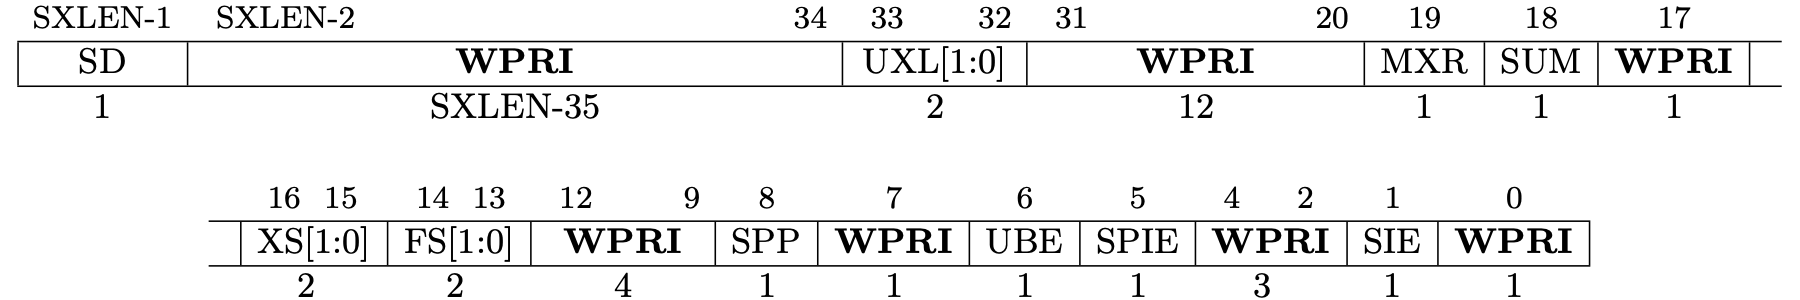 SXLEN-1 SXLEN-2 34 33 32 31 20 19 18 17
SD WPRI UXL[1:0] WPRI MXR SUM WPRI
1 SXLEN-35 2 12 1 1 1
16 15 14 13 12 9 8 7 6 5 4 2 1 0
XS[1:0] FS[1:0] WPRI SPP WPRI UBE SPIE WPRI SIE WPRI
2 2 4 1 1 1 1 3 1 1